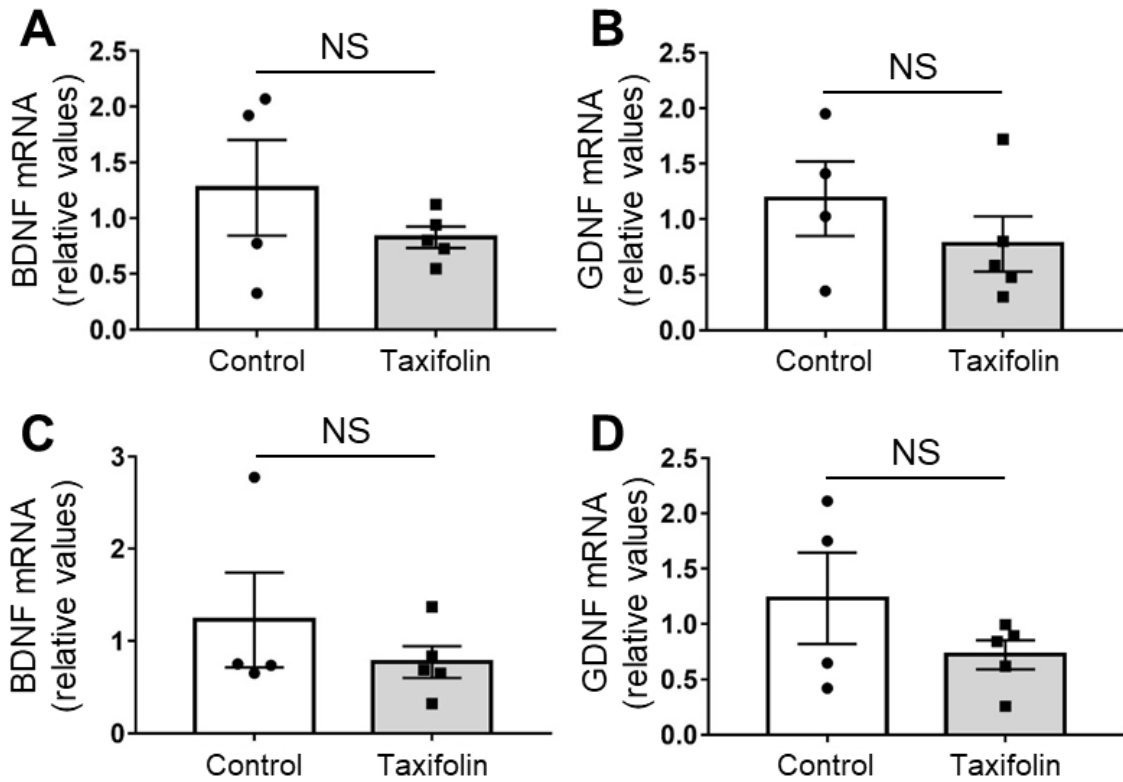 A
NS
BDNF mRNA
(relative values)
2.5
2.0
1.5
1.0
0.5
0.0
Control Taxifolin
B
NS
GDNF mRNA
(relative values)
2.5
2.0
1.5
1.0
0.5
0.0
Control Taxifolin
C
NS
BDNF mRNA
(relative values)
3
2
1
0
Control Taxifolin
D
NS
GDNF mRNA
(relative values)
2.5
2.0
1.5
1.0
0.5
0.0
Control Taxifolin